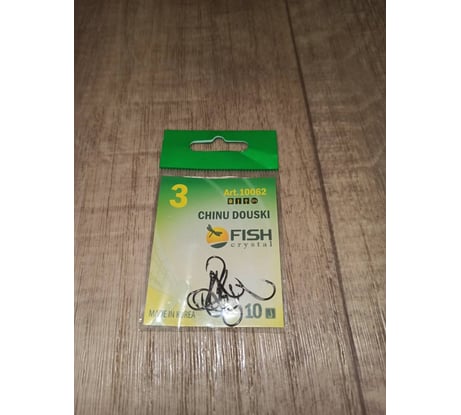 3
Art.10062
CHINU DOUSKI
FISH
crystal
MADE IN KOREA
10